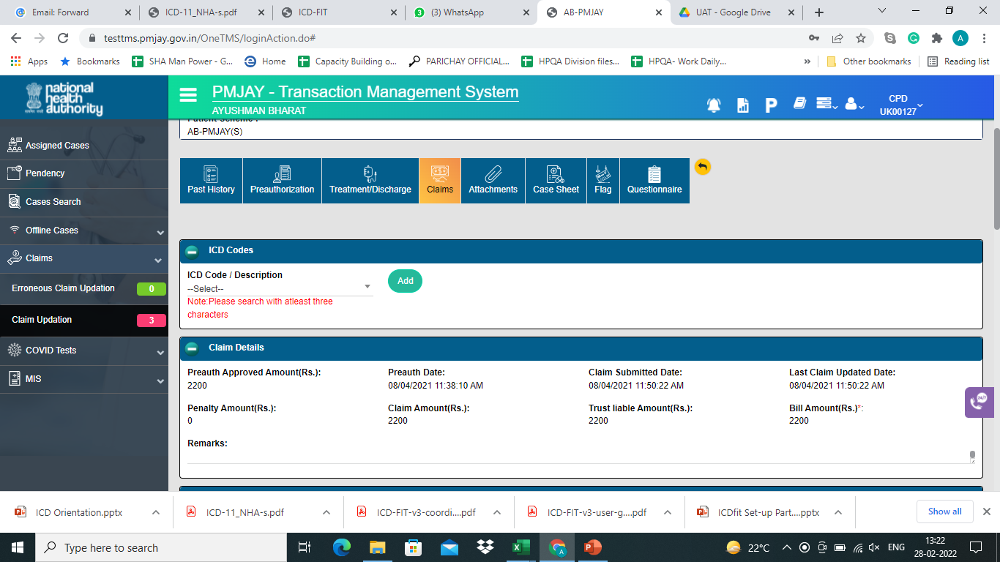 Email: Forward
ICD-11_NHA-s.pdf
ICD-FIT
(3) WhatsApp
AB-PMJAY
UAT - Google Drive
testtms.pmjay.gov.in/OneTMS/loginAction.do#
A
Apps
Bookmarks
SHA Man Power - G...
Home
Capacity Building o...
PARICHAY OFFICIAL...
HPQA Division files...
HPQA- Work Daily...
»
Other bookmarks
Reading list
national
health
authority
PMJAY - Transaction Management System
AYUSHMAN BHARAT
P
CPD
UK00127
Patient Scheme :
AB-PMJAY(S)
Assigned Cases
Pendency
Cases Search
Offline Cases
Claims
Erroneous Claim Updation
0
Claim Updation
3
COVID Tests
MIS
Past History
Preauthorization
Treatment/Discharge
Claims
Attachments
Case Sheet
Flag
Questionnaire
ICD Codes
ICD Code / Description
--Select--
Add
Note:Please search with atleast three
characters
Claim Details
Preauth Approved Amount(Rs.):
2200
Preauth Date:
08/04/2021 11:38:10 AM
Claim Submitted Date:
08/04/2021 11:50:22 AM
Last Claim Updated Date:
08/04/2021 11:50:22 AM
Penalty Amount(Rs.):
0
Claim Amount(Rs.):
2200
Trust liable Amount(Rs.):
2200
Bill Amount(Rs.)*:
2200
Remarks:
24/7
ICD Orientation.pptx
ICD-11_NHA-s.pdf
ICD-FIT-v3-coordi....pdf
ICD-FIT-v3-user-g....pdf
ICDfit Set-up Part....pptx
Show all
Type here to search
22°C
ENG
13:22
28-02-2022